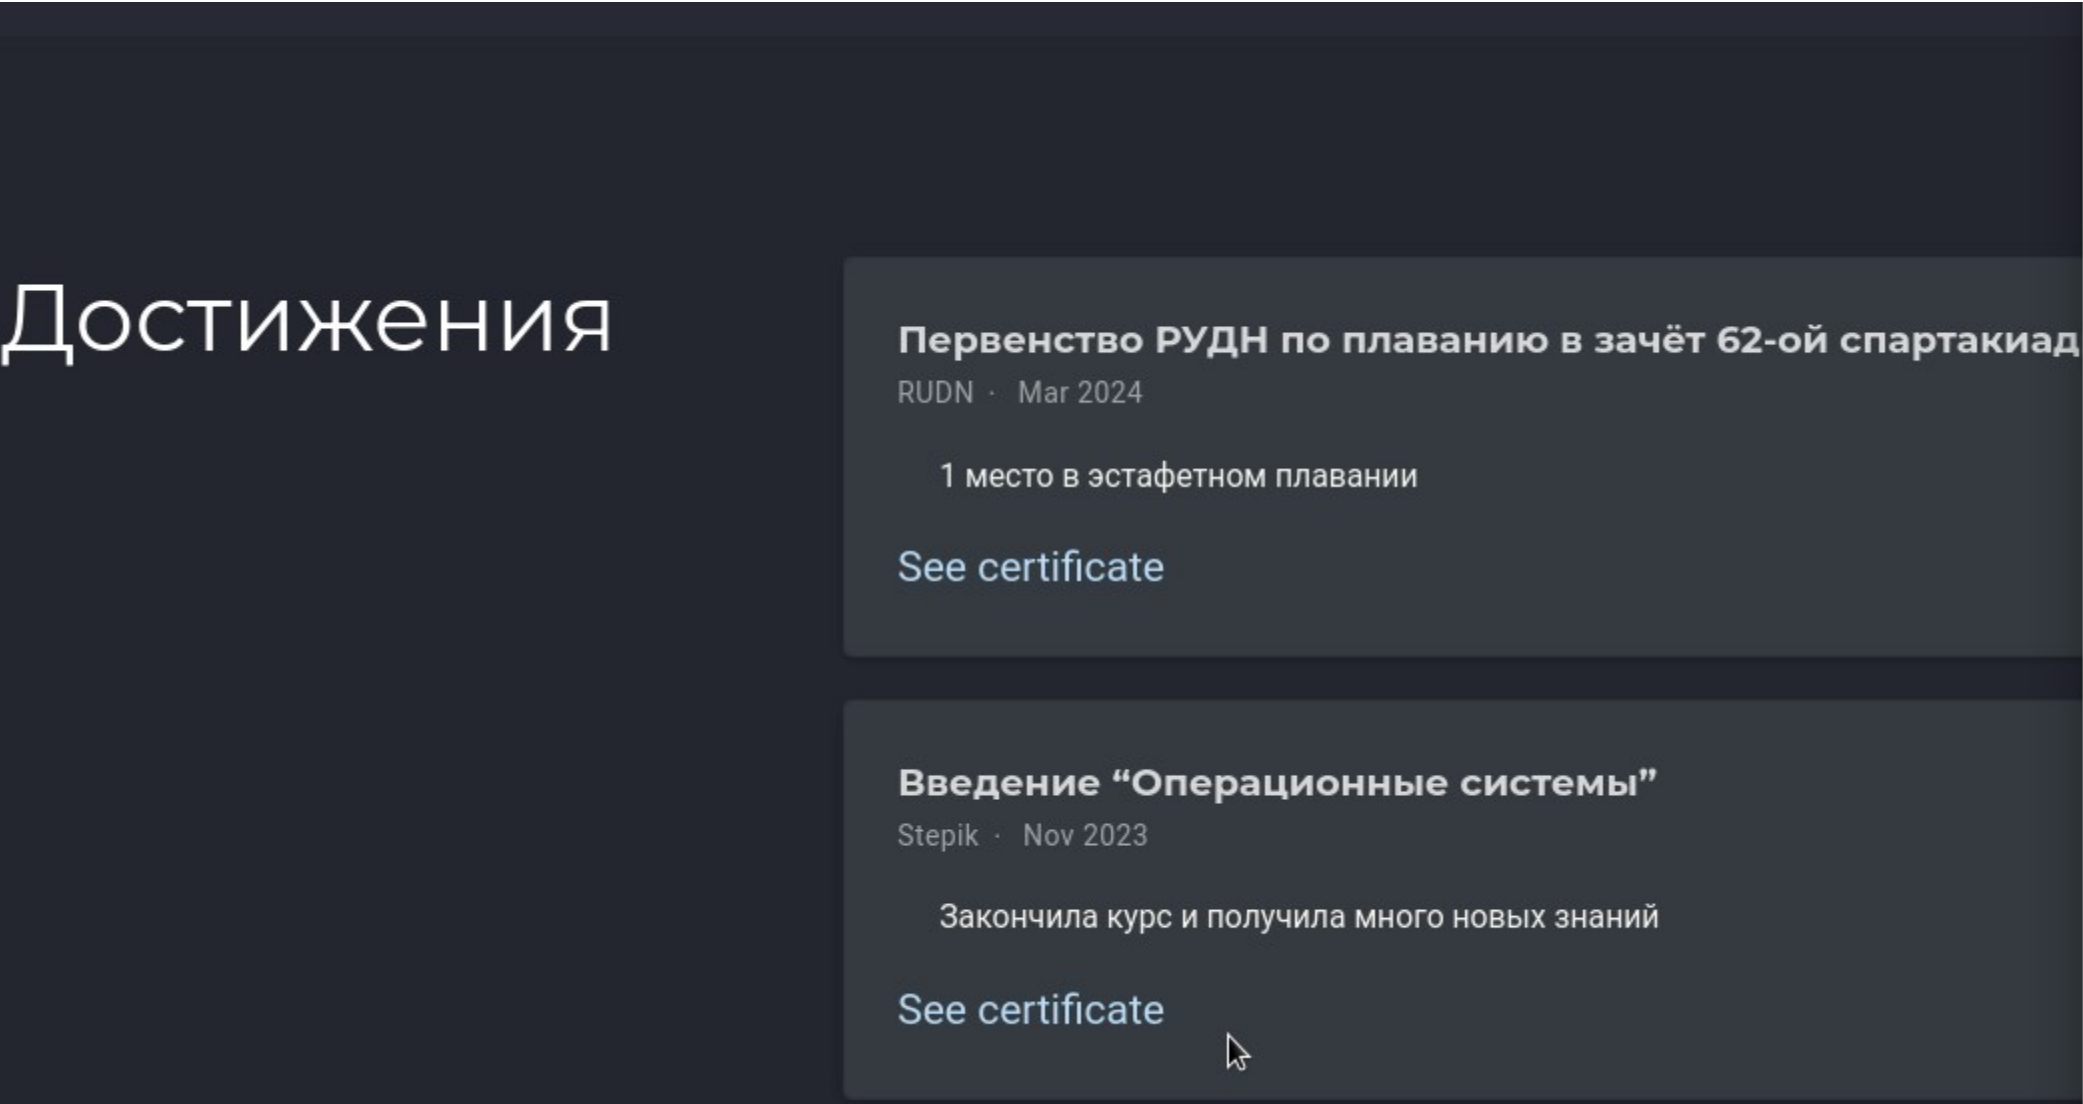 Достижения
Первенство РУДН по плаванию в зачёт 62-ой спартакиад
RUDN · Mar 2024
1 место в эстафетном плавании
See certificate
Введение “Операционные системы”
Stepik · Nov 2023
Закончила курс и получила много новых знаний
See certificate